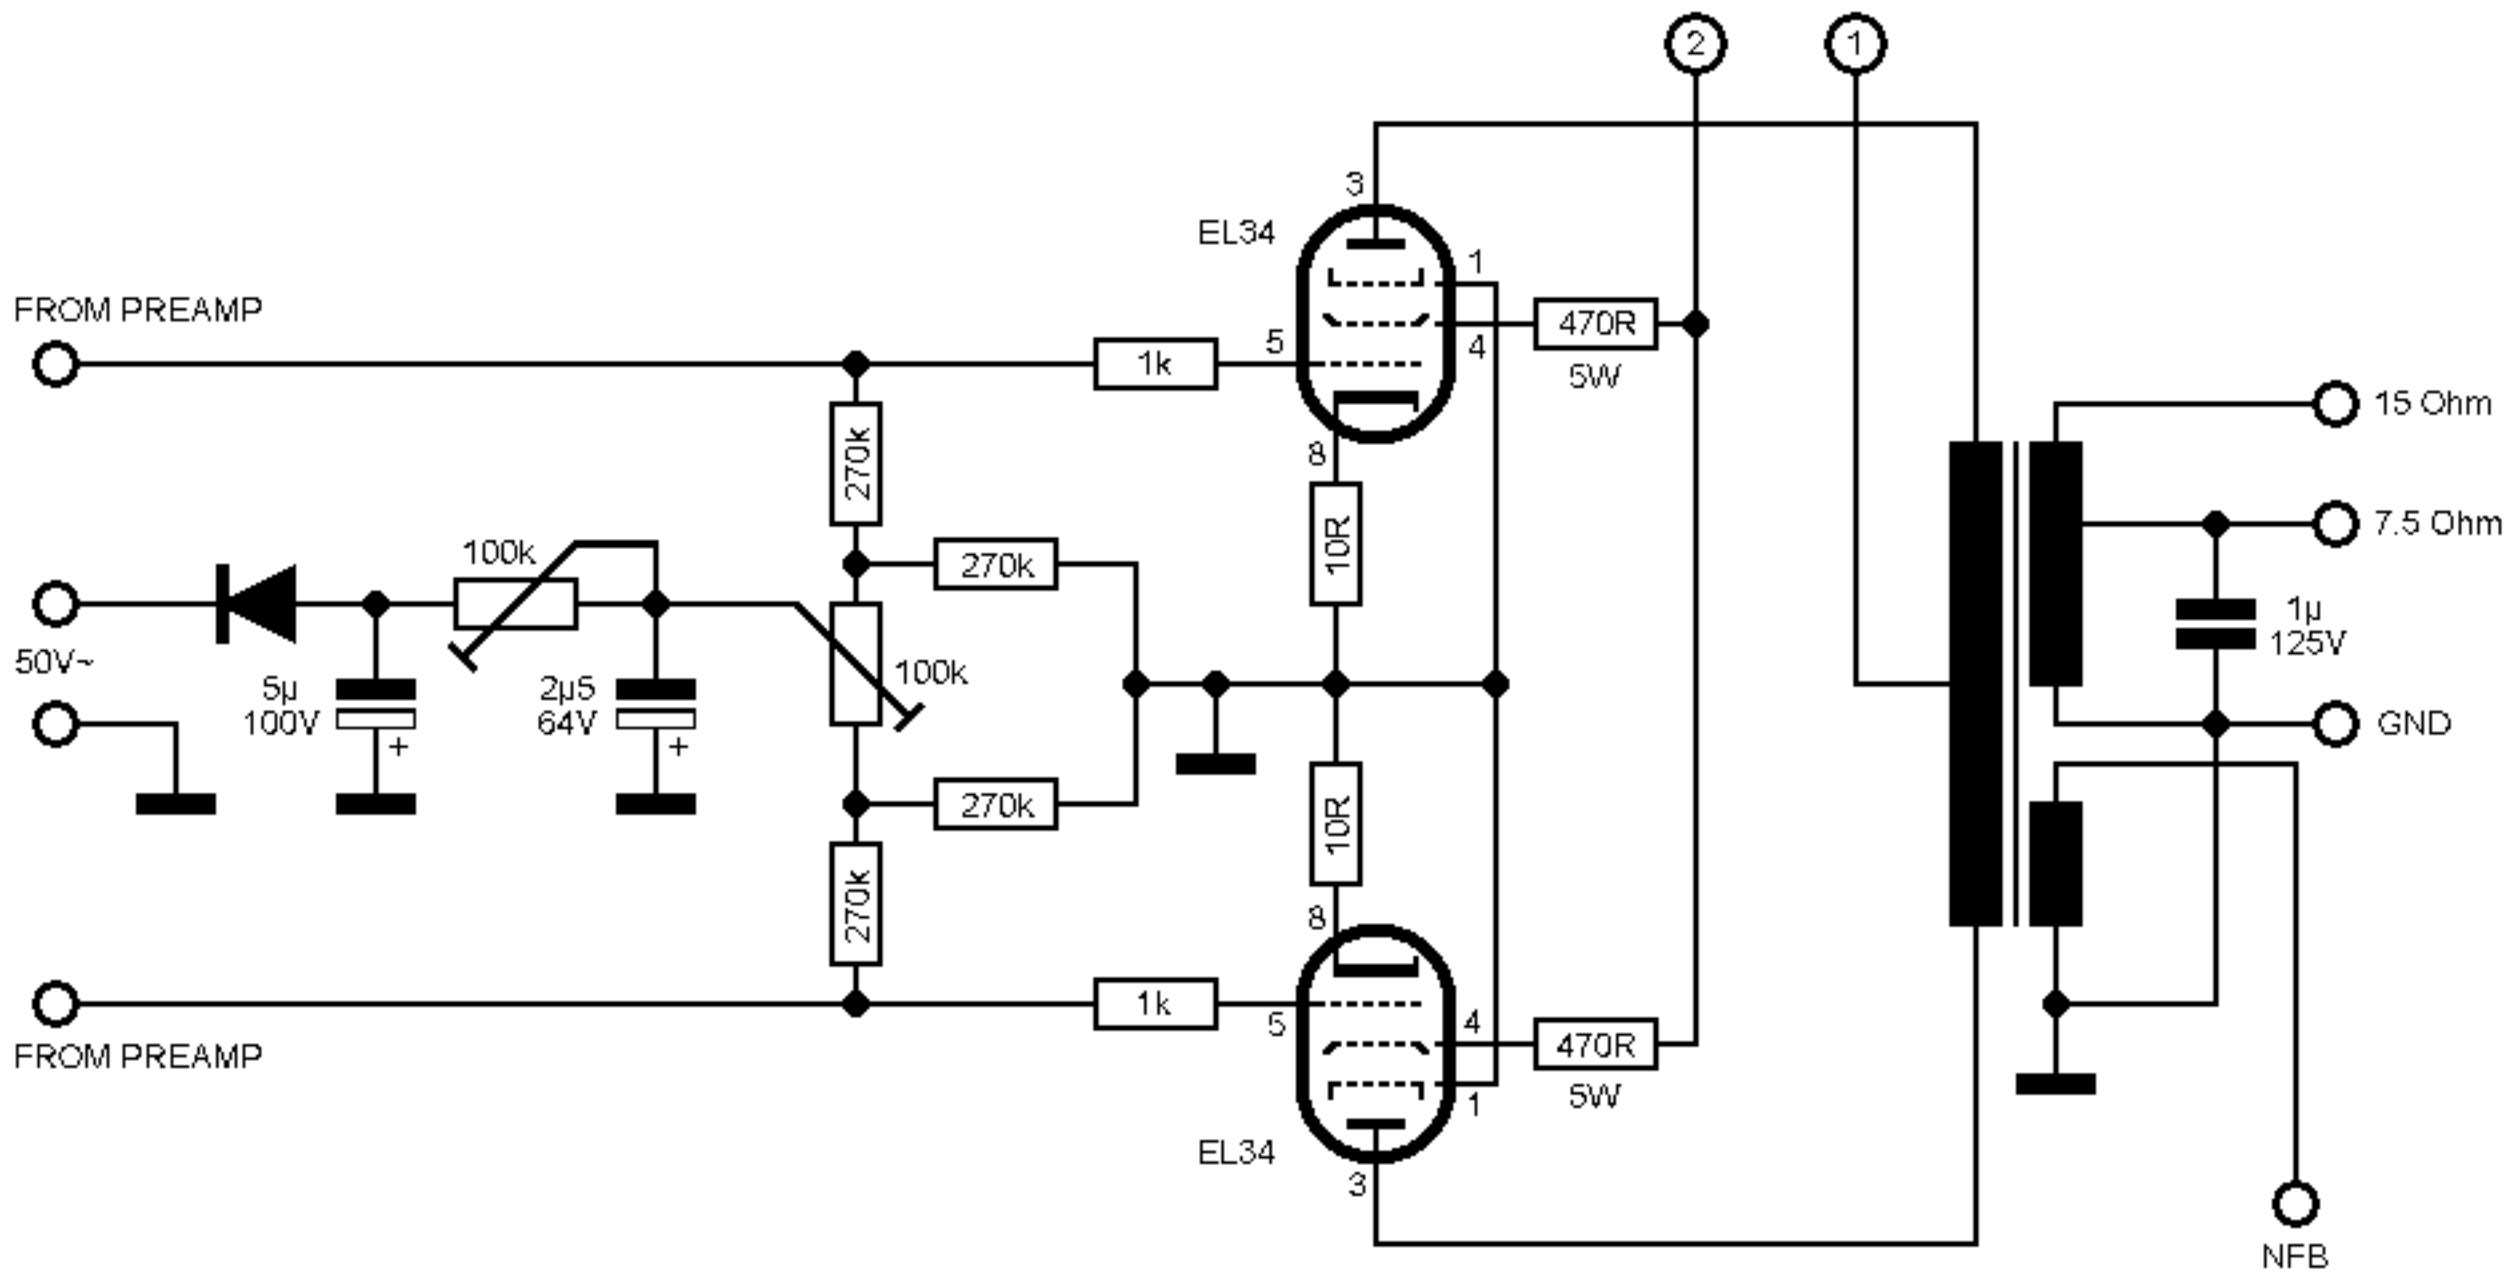 2
1
3
EL34
1
FROM PREAMP
5
470R
4
1k
5W
15 Ohm
270k
8
7.5 Ohm
100k
270k
10R
1µ
125V
50V~
100k
5µ
100V
+
2µ5
64V
+
GND
270k
10R
270k
8
1k
5
4
470R
FROM PREAMP
5W
1
EL34
3
NFB